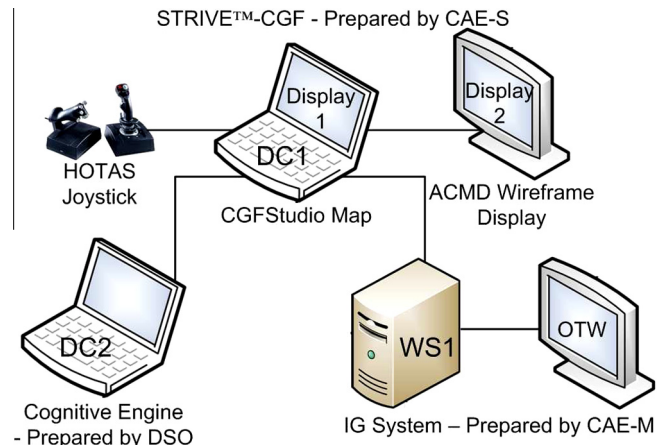 STRIVE™-CGF - Prepared by CAE-S
Display
1
Display
2
DC1
HOTAS
Joystick
ACMD Wireframe
Display
CGFStudio Map
DC2
WS1
OTW
Cognitive Engine
- Prepared by DSO
IG System – Prepared by CAE-M